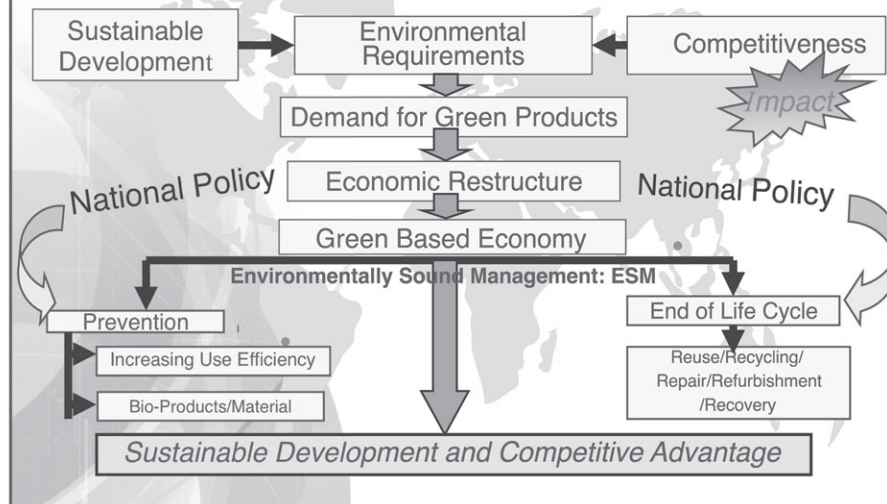 Sustainable
Development
Environmental
Requirements
Competitiveness
Impact
Demand for Green Products
National Policy
Economic Restructure
National Policy
Green Based Economy
Environmentally Sound Management: ESM
Prevention
End of Life Cycle
Increasing Use Efficiency
Reuse/Recycling/
Repair/Refurbishment
/Recovery
Bio-Products/Material
Sustainable Development and Competitive Advantage